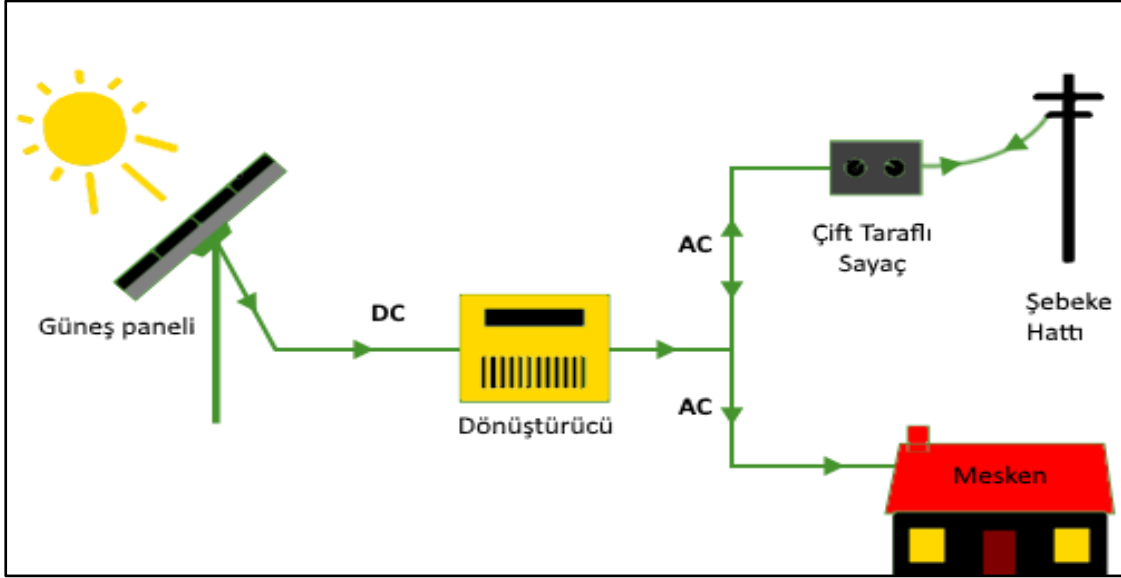 Güneş paneli
DC
Dönüştürücü
AC
AC
Çift Taraflı
Sayaç
Şebeke
Hattı
Mesken